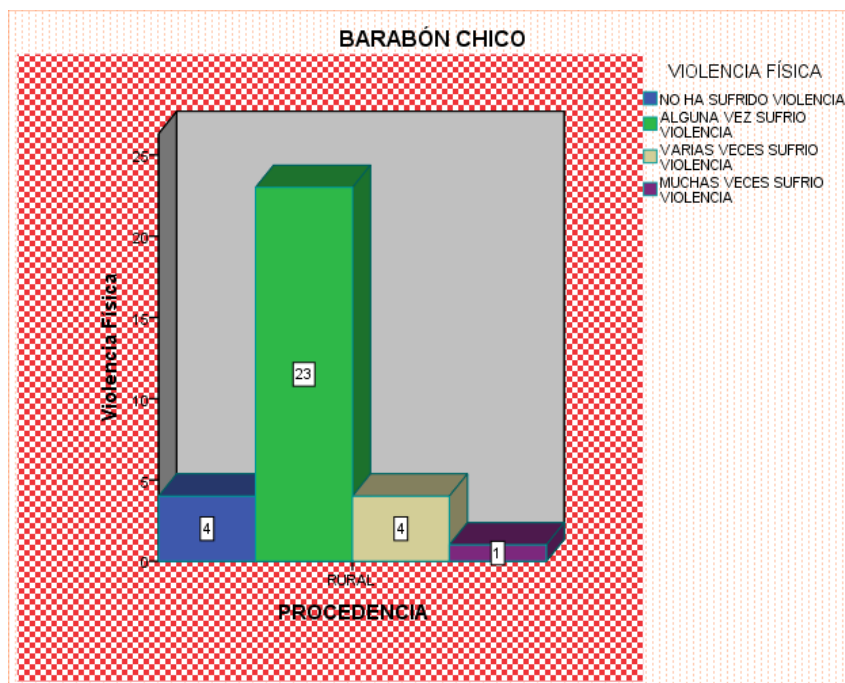 BARABÓN CHICO
VIOLENCIA FÍSICA
NO HA SUFRIDO VIOLENCIA
ALGUNA VEZ SUFRIO
VIOLENCIA
VARIAS VECES SUFRIO
VIOLENCIA
MUCHAS VECES SUFRIO
VIOLENCIA
Violencia Física
25
20
15
10
5
0
23
4
4
1
RURAL
PROCEDENCIA